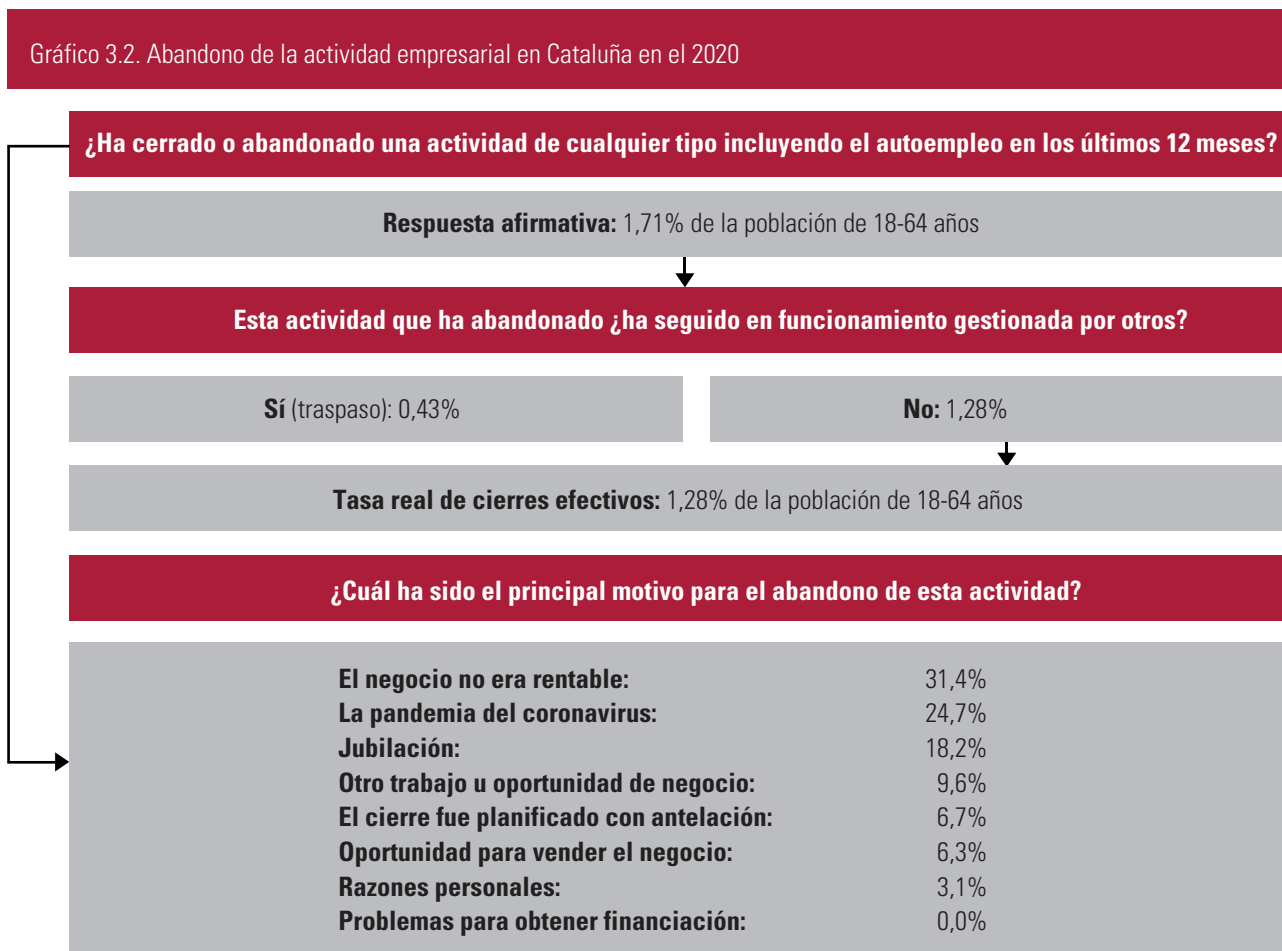 Gráfico 3.2. Abandono de la actividad empresarial en Cataluña en el 2020
¿Ha cerrado o abandonado una actividad de cualquier tipo incluyendo el autoempleo en los últimos 12 meses?
Respuesta afirmativa: 1,71% de la población de 18-64 años
Esta actividad que ha abandonado ¿ha seguido en funcionamiento gestionada por otros?
Sí (traspaso): 0,43%
No: 1,28%
Tasa real de cierres efectivos: 1,28% de la población de 18-64 años
¿Cuál ha sido el principal motivo para el abandono de esta actividad?
El negocio no era rentable: 31,4%
La pandemia del coronavirus: 24,7%
Jubilación: 18,2%
Otro trabajo u oportunidad de negocio: 9,6%
El cierre fue planificado con antelación: 6,7%
Oportunidad para vender el negocio: 6,3%
Razones personales: 3,1%
Problemas para obtener financiación: 0,0%